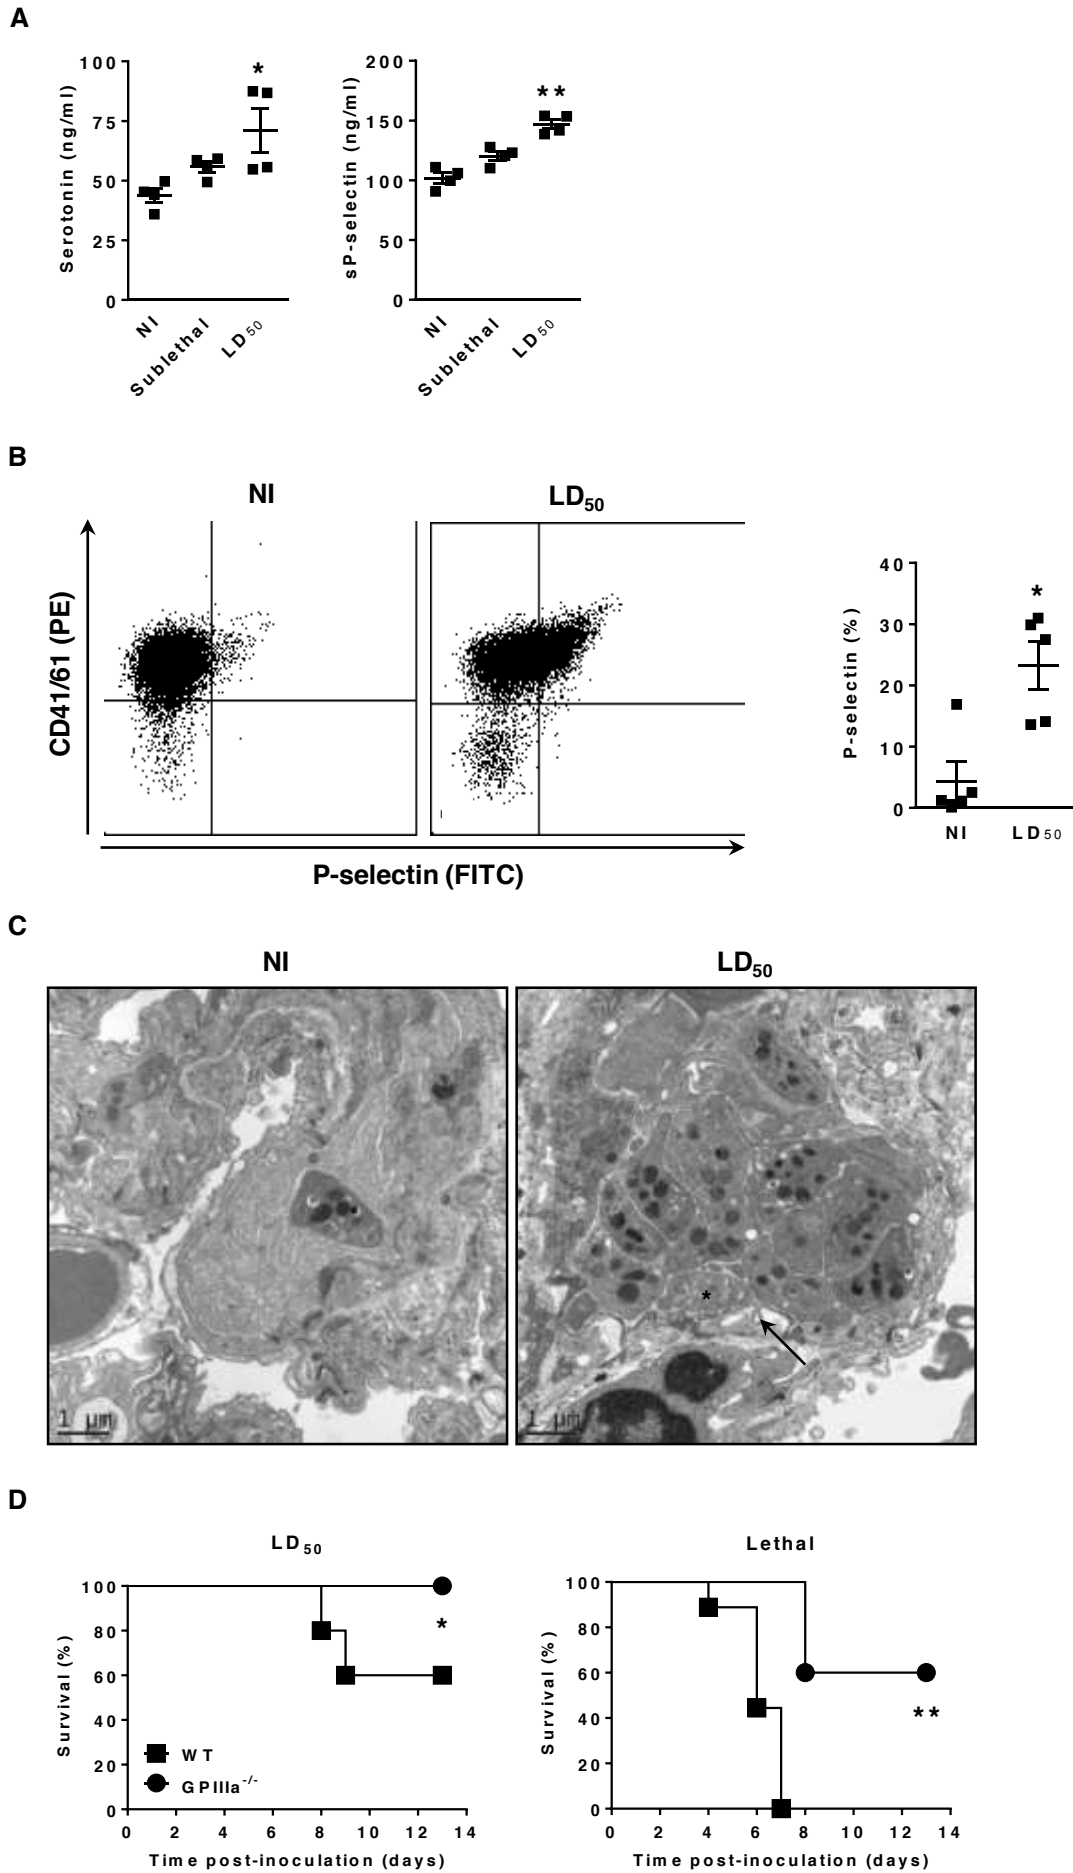 A
Serotonin (ng/ml)
100
75
50
25
0
*
NI
Sublethal
LD50
sP-selectin (ng/ml)
200
150
100
50
0
**
NI
Sublethal
LD50
B
NI
LD50
CD41/61 (PE)
P-selectin (FITC)
P-selectin (%)
40
30
20
10
0
*
NI
LD50
C
NI
LD50
1 µm
*
1 µm
D
LD50
Survival (%)
100
80
60
40
20
0
*
WT
GPIIIa-/-
0 2 4 6 8 10 12 14
Time post-inoculation (days)
Lethal
Survival (%)
100
80
60
40
20
0
**
0 2 4 6 8 10 12 14
Time post-inoculation (days)